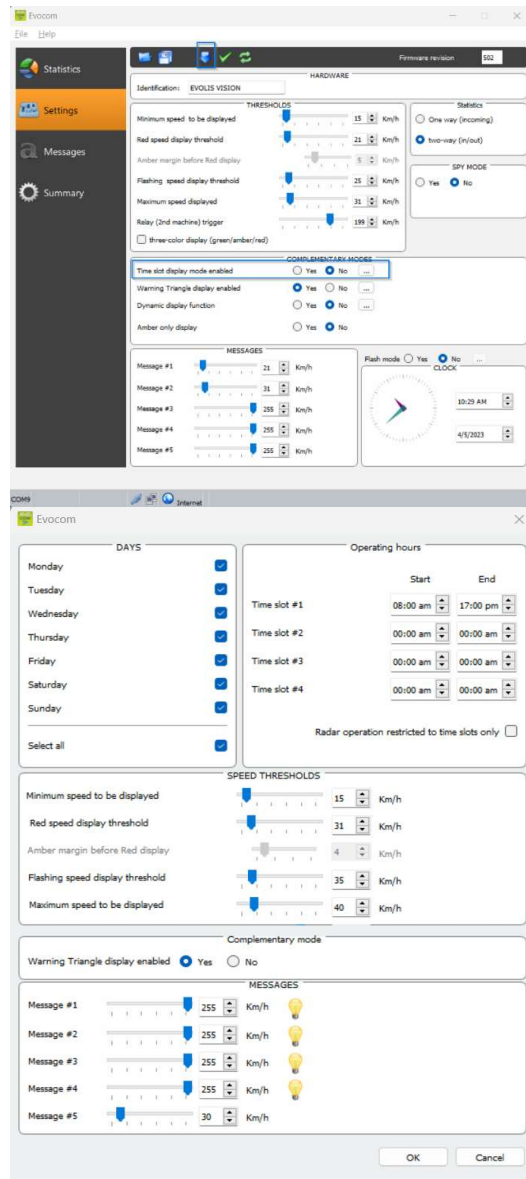 Evocom
File Help
Statistics
Settings
Messages
Summary
Firmware revision 502
HARDWARE
Identification: EVOLIS VISION
THRESHOLDS
Minimum speed to be displayed 15 Km/h
Red speed display threshold 21 Km/h
Amber margin before Red display 5 Km/h
Flashing speed display threshold 25 Km/h
Maximum speed displayed 31 Km/h
Relay (2nd machine) trigger 199 Km/h
three-color display (green/amber/red)
Statistics
One way (incoming)
two-way (in/out)
SPY MODE
Yes No
COMPLEMENTARY MODES
Time slot display mode enabled Yes No ...
Warning Triangle display enabled Yes No ...
Dynamic display function Yes No ...
Amber only display Yes No
MESSAGES
Message #1 21 Km/h
Message #2 31 Km/h
Message #3 255 Km/h
Message #4 255 Km/h
Message #5 255 Km/h
Flash mode Yes No ...
CLOCK
10:29 AM
4/5/2023
COM9 Internet
Evocom
DAYS
Monday
Tuesday
Wednesday
Thursday
Friday
Saturday
Sunday
Select all
Operating hours
Start End
Time slot #1 08:00 am 17:00 pm
Time slot #2 00:00 am 00:00 am
Time slot #3 00:00 am 00:00 am
Time slot #4 00:00 am 00:00 am
Radar operation restricted to time slots only
SPEED THRESHOLDS
Minimum speed to be displayed 15 Km/h
Red speed display threshold 31 Km/h
Amber margin before Red display 4 Km/h
Flashing speed display threshold 35 Km/h
Maximum speed to be displayed 40 Km/h
Complementary mode
Warning Triangle display enabled Yes No
MESSAGES
Message #1 255 Km/h
Message #2 255 Km/h
Message #3 255 Km/h
Message #4 255 Km/h
Message #5 30 Km/h
OK Cancel